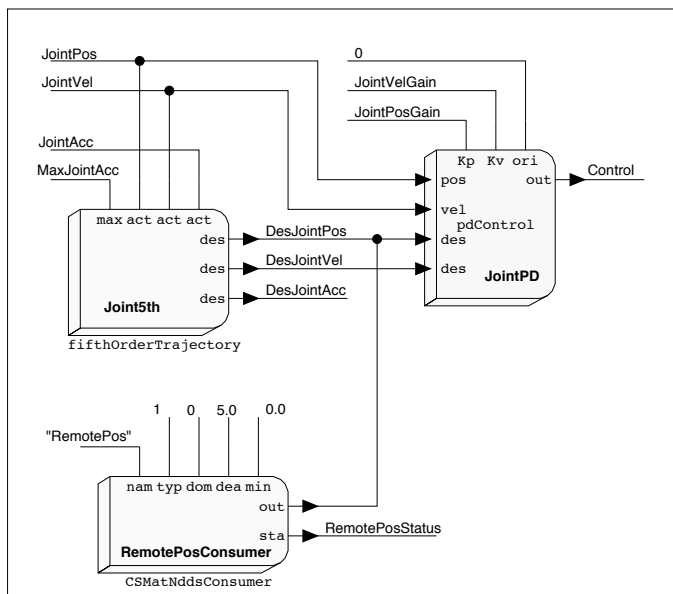 JointPos
0
JointVel
JointVelGain
JointPosGain
JointAcc
MaxJointAcc
Kp Kv ori
out
Control
pos
vel
pdControl
des
des
JointPD
max act act act
des
DesJointPos
des
DesJointVel
des
DesJointAcc
Joint5th
fifthOrderTrajectory
1 0 5.0 0.0
"RemotePos"
nam typ dom dea min
out
sta
RemotePosStatus
RemotePosConsumer
CSMatNddsConsumer